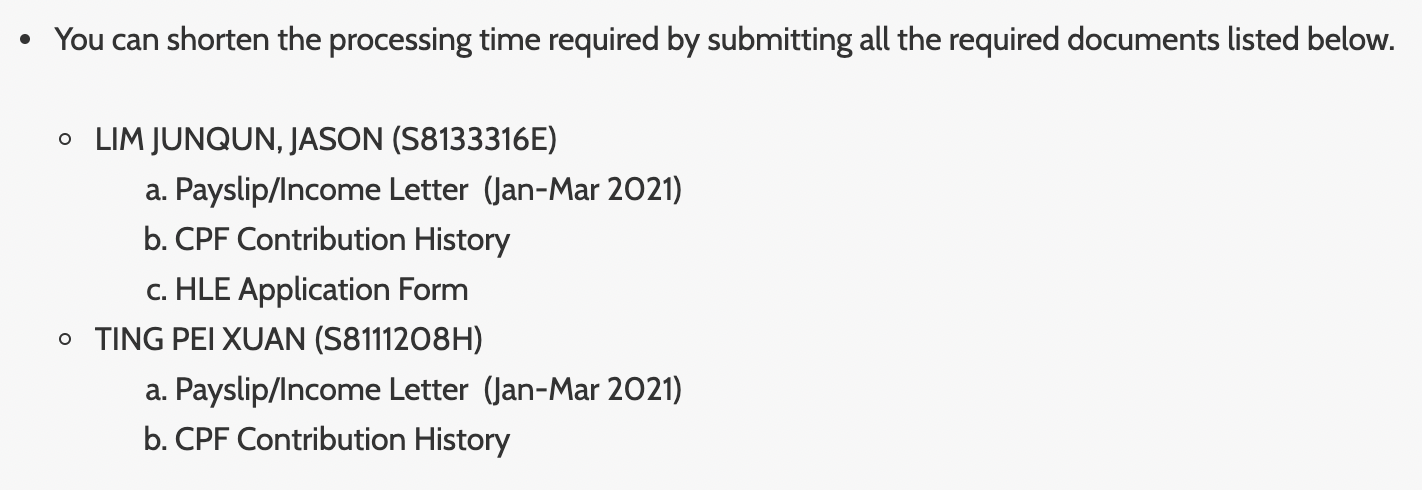 • You can shorten the processing time required by submitting all the required documents listed below.
○ LIM JUNQUN, JASON (S8133316E)
a. Payslip/Income Letter (Jan-Mar 2021)
b. CPF Contribution History
c. HLE Application Form
○ TING PEI XUAN (S8111208H)
a. Payslip/Income Letter (Jan-Mar 2021)
b. CPF Contribution History